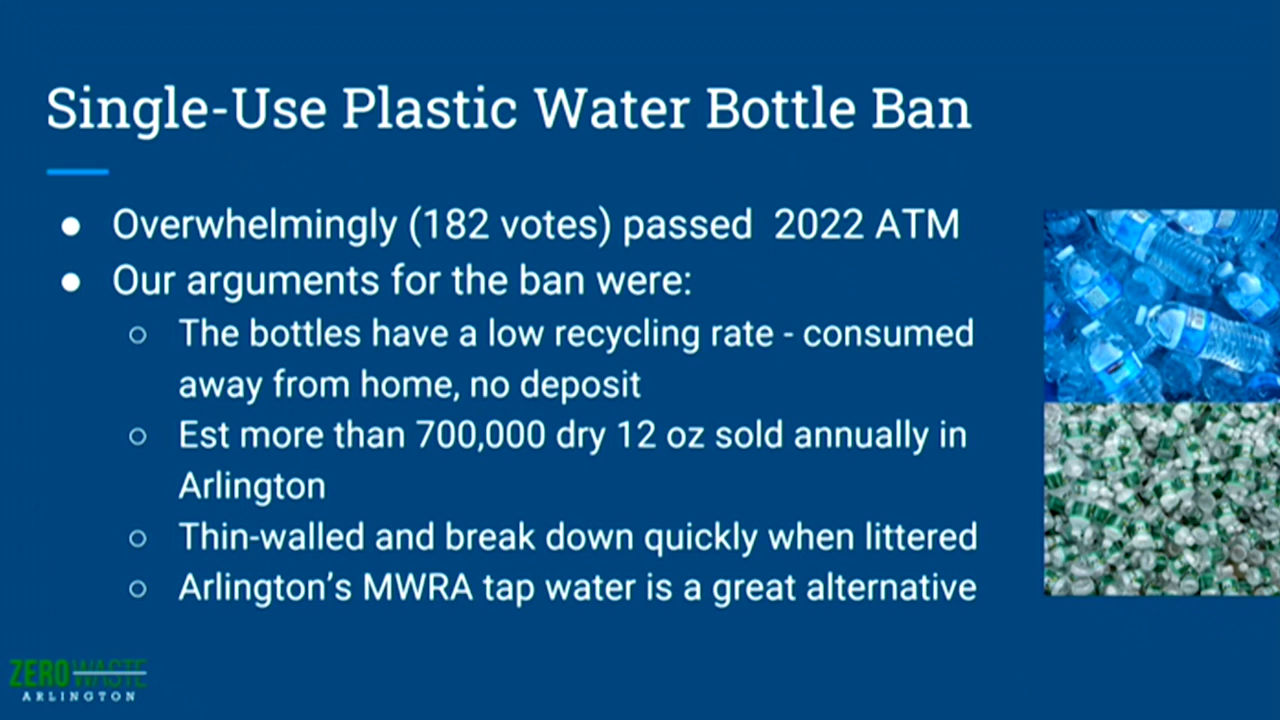 Single-Use Plastic Water Bottle Ban
● Overwhelmingly (182 votes) passed  2022 ATM
● Our arguments for the ban were:
○ The bottles have a low recycling rate - consumed
away from home, no deposit
○ Est more than 700,000 dry 12 oz sold annually in
Arlington
○ Thin-walled and break down quickly when littered
○ Arlington’s MWRA tap water is a great alternative
ZERO WASTE
ARLINGTON